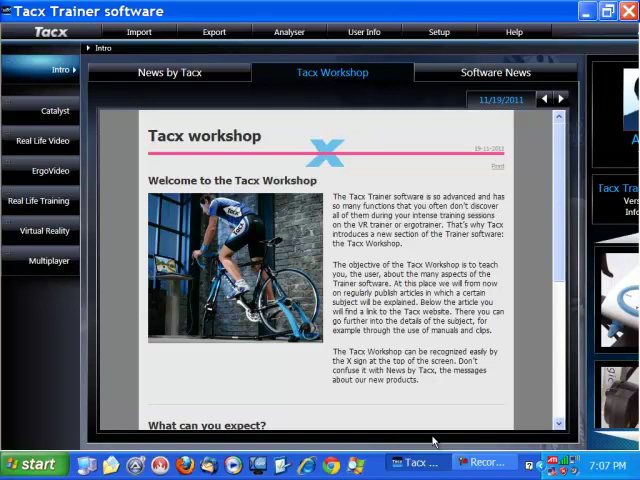 Tacx Trainer software
Tacx
Import
Export
Analyser
User Info
Setup
Help
Intro
Intro
Catalyst
Real Life Video
ErgoVideo
Real Life Training
Virtual Reality
Multiplayer
News by Tacx
Tacx Workshop
Software News
11/19/2011
Tacx workshop
X
19-11-2011
Print
Welcome to the Tacx Workshop
The Tacx Trainer software is so advanced and has
so many functions that you often don't discover
all of them during your intense training sessions
on the VR trainer or ergotrainer. That's why Tacx
introduces a new section of the Trainer software:
the Tacx Workshop.
The objective of the Tacx Workshop is to teach
you, the user, about the many aspects of the
Trainer software. At this place we will from now
on regularly publish articles in which a certain
subject will be explained. Below the article you
will find a link to the Tacx website. There you can
go further into the details of the subject, for
example through the use of manuals and clips.
The Tacx Workshop can be recognized easily by
the X sign at the top of the screen. Don't
confuse it with News by Tacx, the messages
about our new products.
What can you expect?
A
Tacx Tra
Vers
Info
start
Tacx ...
Recor...
7:07 PM